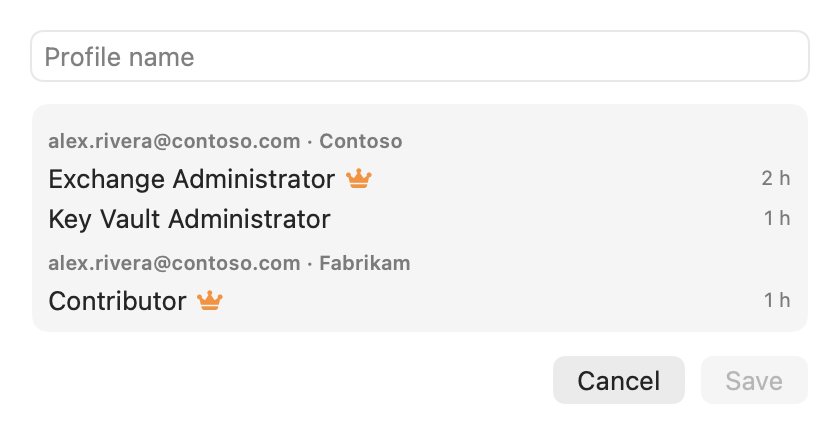 Profile name
alex.rivera@contoso.com · Contoso
Exchange Administrator 2 h
Key Vault Administrator 1 h
alex.rivera@contoso.com · Fabrikam
Contributor 1 h
Cancel Save